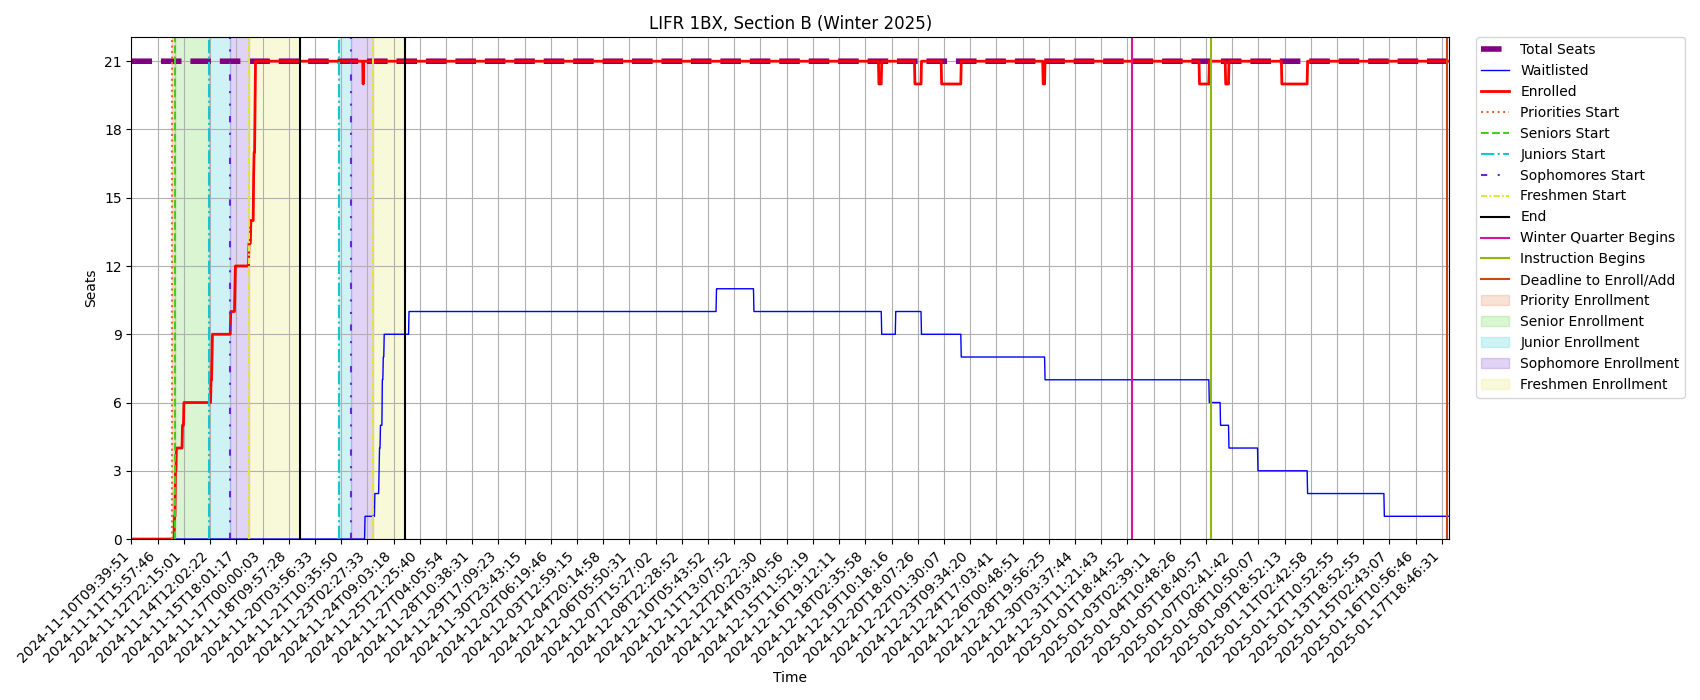 LIFR 1BX, Section B (Winter 2025)
Seats
21
18
15
12
9
6
3
0
2024-11-10T09:39:51
2024-11-11T15:57:46
2024-11-12T22:15:01
2024-11-14T12:02:22
2024-11-15T18:01:17
2024-11-17T00:00:03
2024-11-18T09:57:28
2024-11-20T03:56:33
2024-11-21T10:35:50
2024-11-23T02:27:33
2024-11-24T09:03:18
2024-11-25T21:25:40
2024-11-27T04:05:54
2024-11-28T10:38:31
2024-11-29T17:09:23
2024-11-30T23:43:15
2024-12-02T06:19:46
2024-12-03T12:59:15
2024-12-04T20:14:58
2024-12-06T05:50:31
2024-12-07T15:27:02
2024-12-08T22:28:52
2024-12-10T05:43:52
2024-12-11T13:07:52
2024-12-12T20:22:30
2024-12-14T03:40:56
2024-12-15T11:52:19
2024-12-16T19:12:11
2024-12-18T02:35:58
2024-12-19T10:18:16
2024-12-20T18:07:26
2024-12-22T01:30:07
2024-12-23T09:34:20
2024-12-24T17:03:41
2024-12-26T00:48:51
2024-12-28T19:56:25
2024-12-30T03:37:44
2024-12-31T11:21:43
2025-01-01T18:44:52
2025-01-03T02:39:11
2025-01-04T10:48:26
2025-01-05T18:40:57
2025-01-07T02:41:42
2025-01-08T10:50:07
2025-01-09T18:52:13
2025-01-11T02:42:58
2025-01-12T10:52:55
2025-01-13T18:52:55
2025-01-15T02:43:07
2025-01-16T10:56:46
2025-01-17T18:46:31
Time
Total Seats
Waitlisted
Enrolled
Priorities Start
Seniors Start
Juniors Start
Sophomores Start
Freshmen Start
End
Winter Quarter Begins
Instruction Begins
Deadline to Enroll/Add
Priority Enrollment
Senior Enrollment
Junior Enrollment
Sophomore Enrollment
Freshmen Enrollment